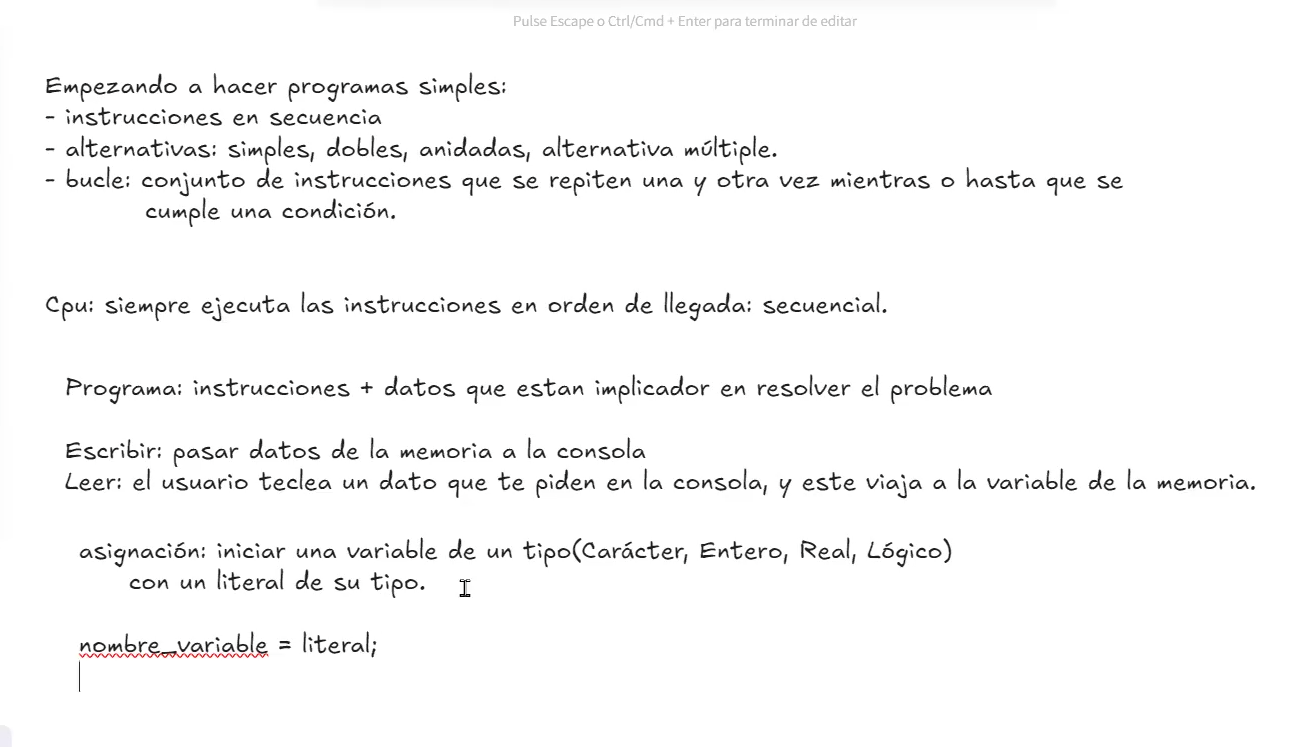 Pulse Escape o Ctrl/Cmd + Enter para terminar de editar
Empezando a hacer programas simples:
- instrucciones en secuencia
- alternativas: simples, dobles, anidadas, alternativa múltiple.
- bucle: conjunto de instrucciones que se repiten una y otra vez mientras o hasta que se
cumple una condición.
Cpu: siempre ejecuta las instrucciones en orden de llegada: secuencial.
Programa: instrucciones + datos que estan implicador en resolver el problema
Escribir: pasar datos de la memoria a la consola
Leer: el usuario teclea un dato que te piden en la consola, y este viaja a la variable de la memoria.
asignación: iniciar una variable de un tipo(Carácter, Entero, Real, Lógico)
con un literal de su tipo.
nombre_variable = literal;